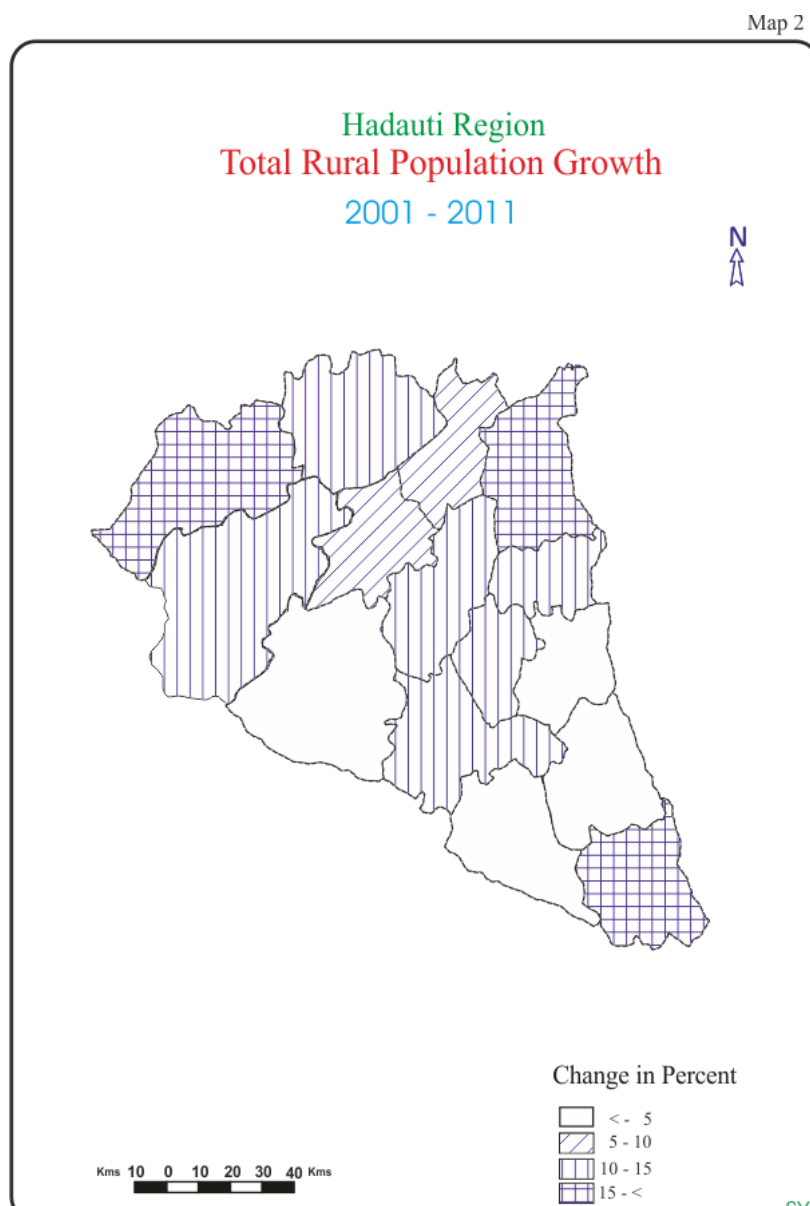 Map 2
Hadauti Region
Total Rural Population Growth
2001 - 2011
N
Change in Percent
< - 5
5 - 10
10 - 15
15 - <
Kms 10 0 10 20 30 40 Kms